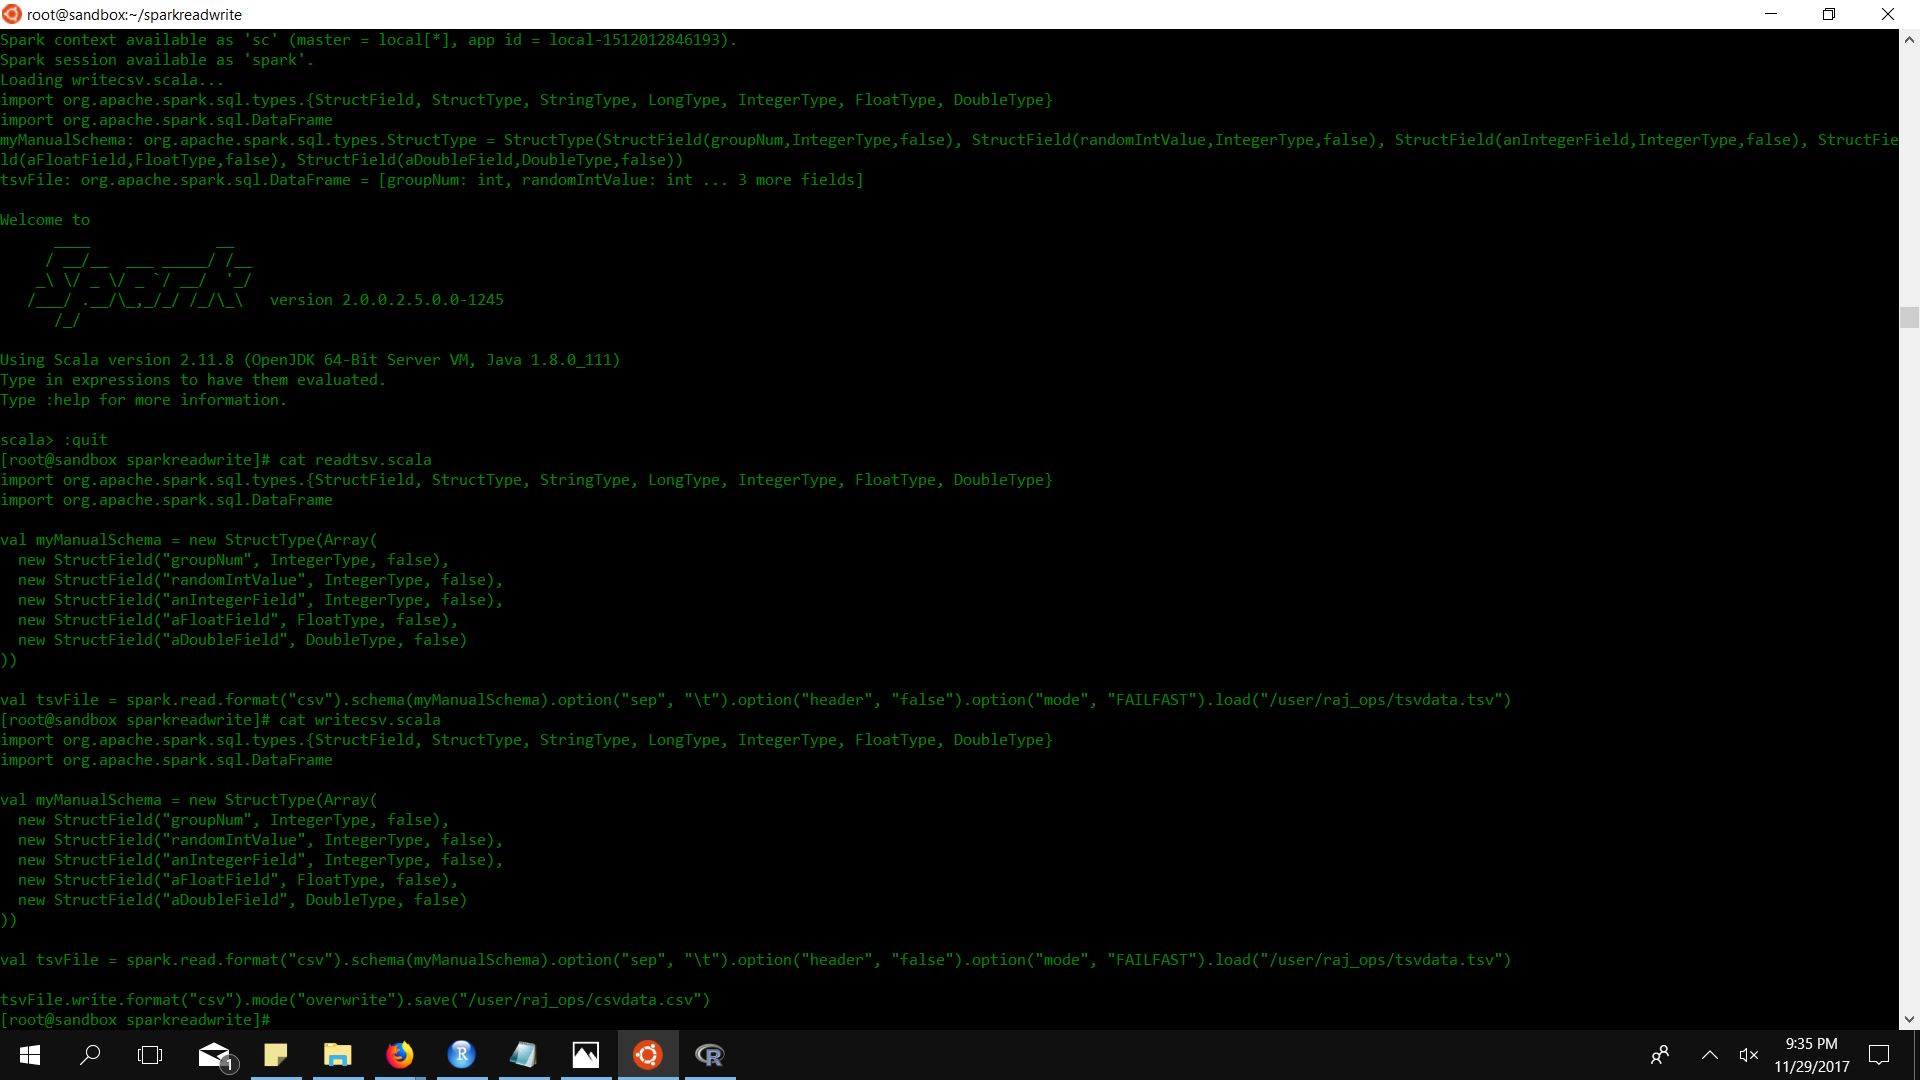 root@sandbox:~/sparkreadwrite
Spark context available as 'sc' (master = local[*], app id = local-1512012846193).
Spark session available as 'spark'.
Loading writecsv.scala...
import org.apache.spark.sql.types.{StructField, StructType, StringType, LongType, IntegerType, FloatType, DoubleType}
import org.apache.spark.sql.DataFrame
myManualSchema: org.apache.spark.sql.types.StructType = StructType(StructField(groupNum,IntegerType,false), StructField(randomIntValue,IntegerType,false), StructField(anIntegerField,IntegerType,false), StructFie
ld(aFloatField,FloatType,false), StructField(aDoubleField,DoubleType,false))
tsvFile: org.apache.spark.sql.DataFrame = [groupNum: int, randomIntValue: int ... 3 more fields]

Welcome to
      ____              __
     / __/__  ___ _____/ /__
    _\ \/ _ \/ _ `/ __/  '_/
   /___/ .__/\_,_/_/ /_/\_\   version 2.0.0.2.5.0.0-1245
      /_/

Using Scala version 2.11.8 (OpenJDK 64-Bit Server VM, Java 1.8.0_111)
Type in expressions to have them evaluated.
Type :help for more information.

scala> :quit
[root@sandbox sparkreadwrite]# cat readtsv.scala
import org.apache.spark.sql.types.{StructField, StructType, StringType, LongType, IntegerType, FloatType, DoubleType}
import org.apache.spark.sql.DataFrame

val myManualSchema = new StructType(Array(
  new StructField("groupNum", IntegerType, false),
  new StructField("randomIntValue", IntegerType, false),
  new StructField("anIntegerField", IntegerType, false),
  new StructField("aFloatField", FloatType, false),
  new StructField("aDoubleField", DoubleType, false)
))

val tsvFile = spark.read.format("csv").schema(myManualSchema).option("sep", "\t").option("header", "false").option("mode", "FAILFAST").load("/user/raj_ops/tsvdata.tsv")
[root@sandbox sparkreadwrite]# cat writecsv.scala
import org.apache.spark.sql.types.{StructField, StructType, StringType, LongType, IntegerType, FloatType, DoubleType}
import org.apache.spark.sql.DataFrame

val myManualSchema = new StructType(Array(
  new StructField("groupNum", IntegerType, false),
  new StructField("randomIntValue", IntegerType, false),
  new StructField("anIntegerField", IntegerType, false),
  new StructField("aFloatField", FloatType, false),
  new StructField("aDoubleField", DoubleType, false)
))

val tsvFile = spark.read.format("csv").schema(myManualSchema).option("sep", "\t").option("header", "false").option("mode", "FAILFAST").load("/user/raj_ops/tsvdata.tsv")

tsvFile.write.format("csv").mode("overwrite").save("/user/raj_ops/csvdata.csv")
[root@sandbox sparkreadwrite]#
1
R
R
9:35 PM
11/29/2017